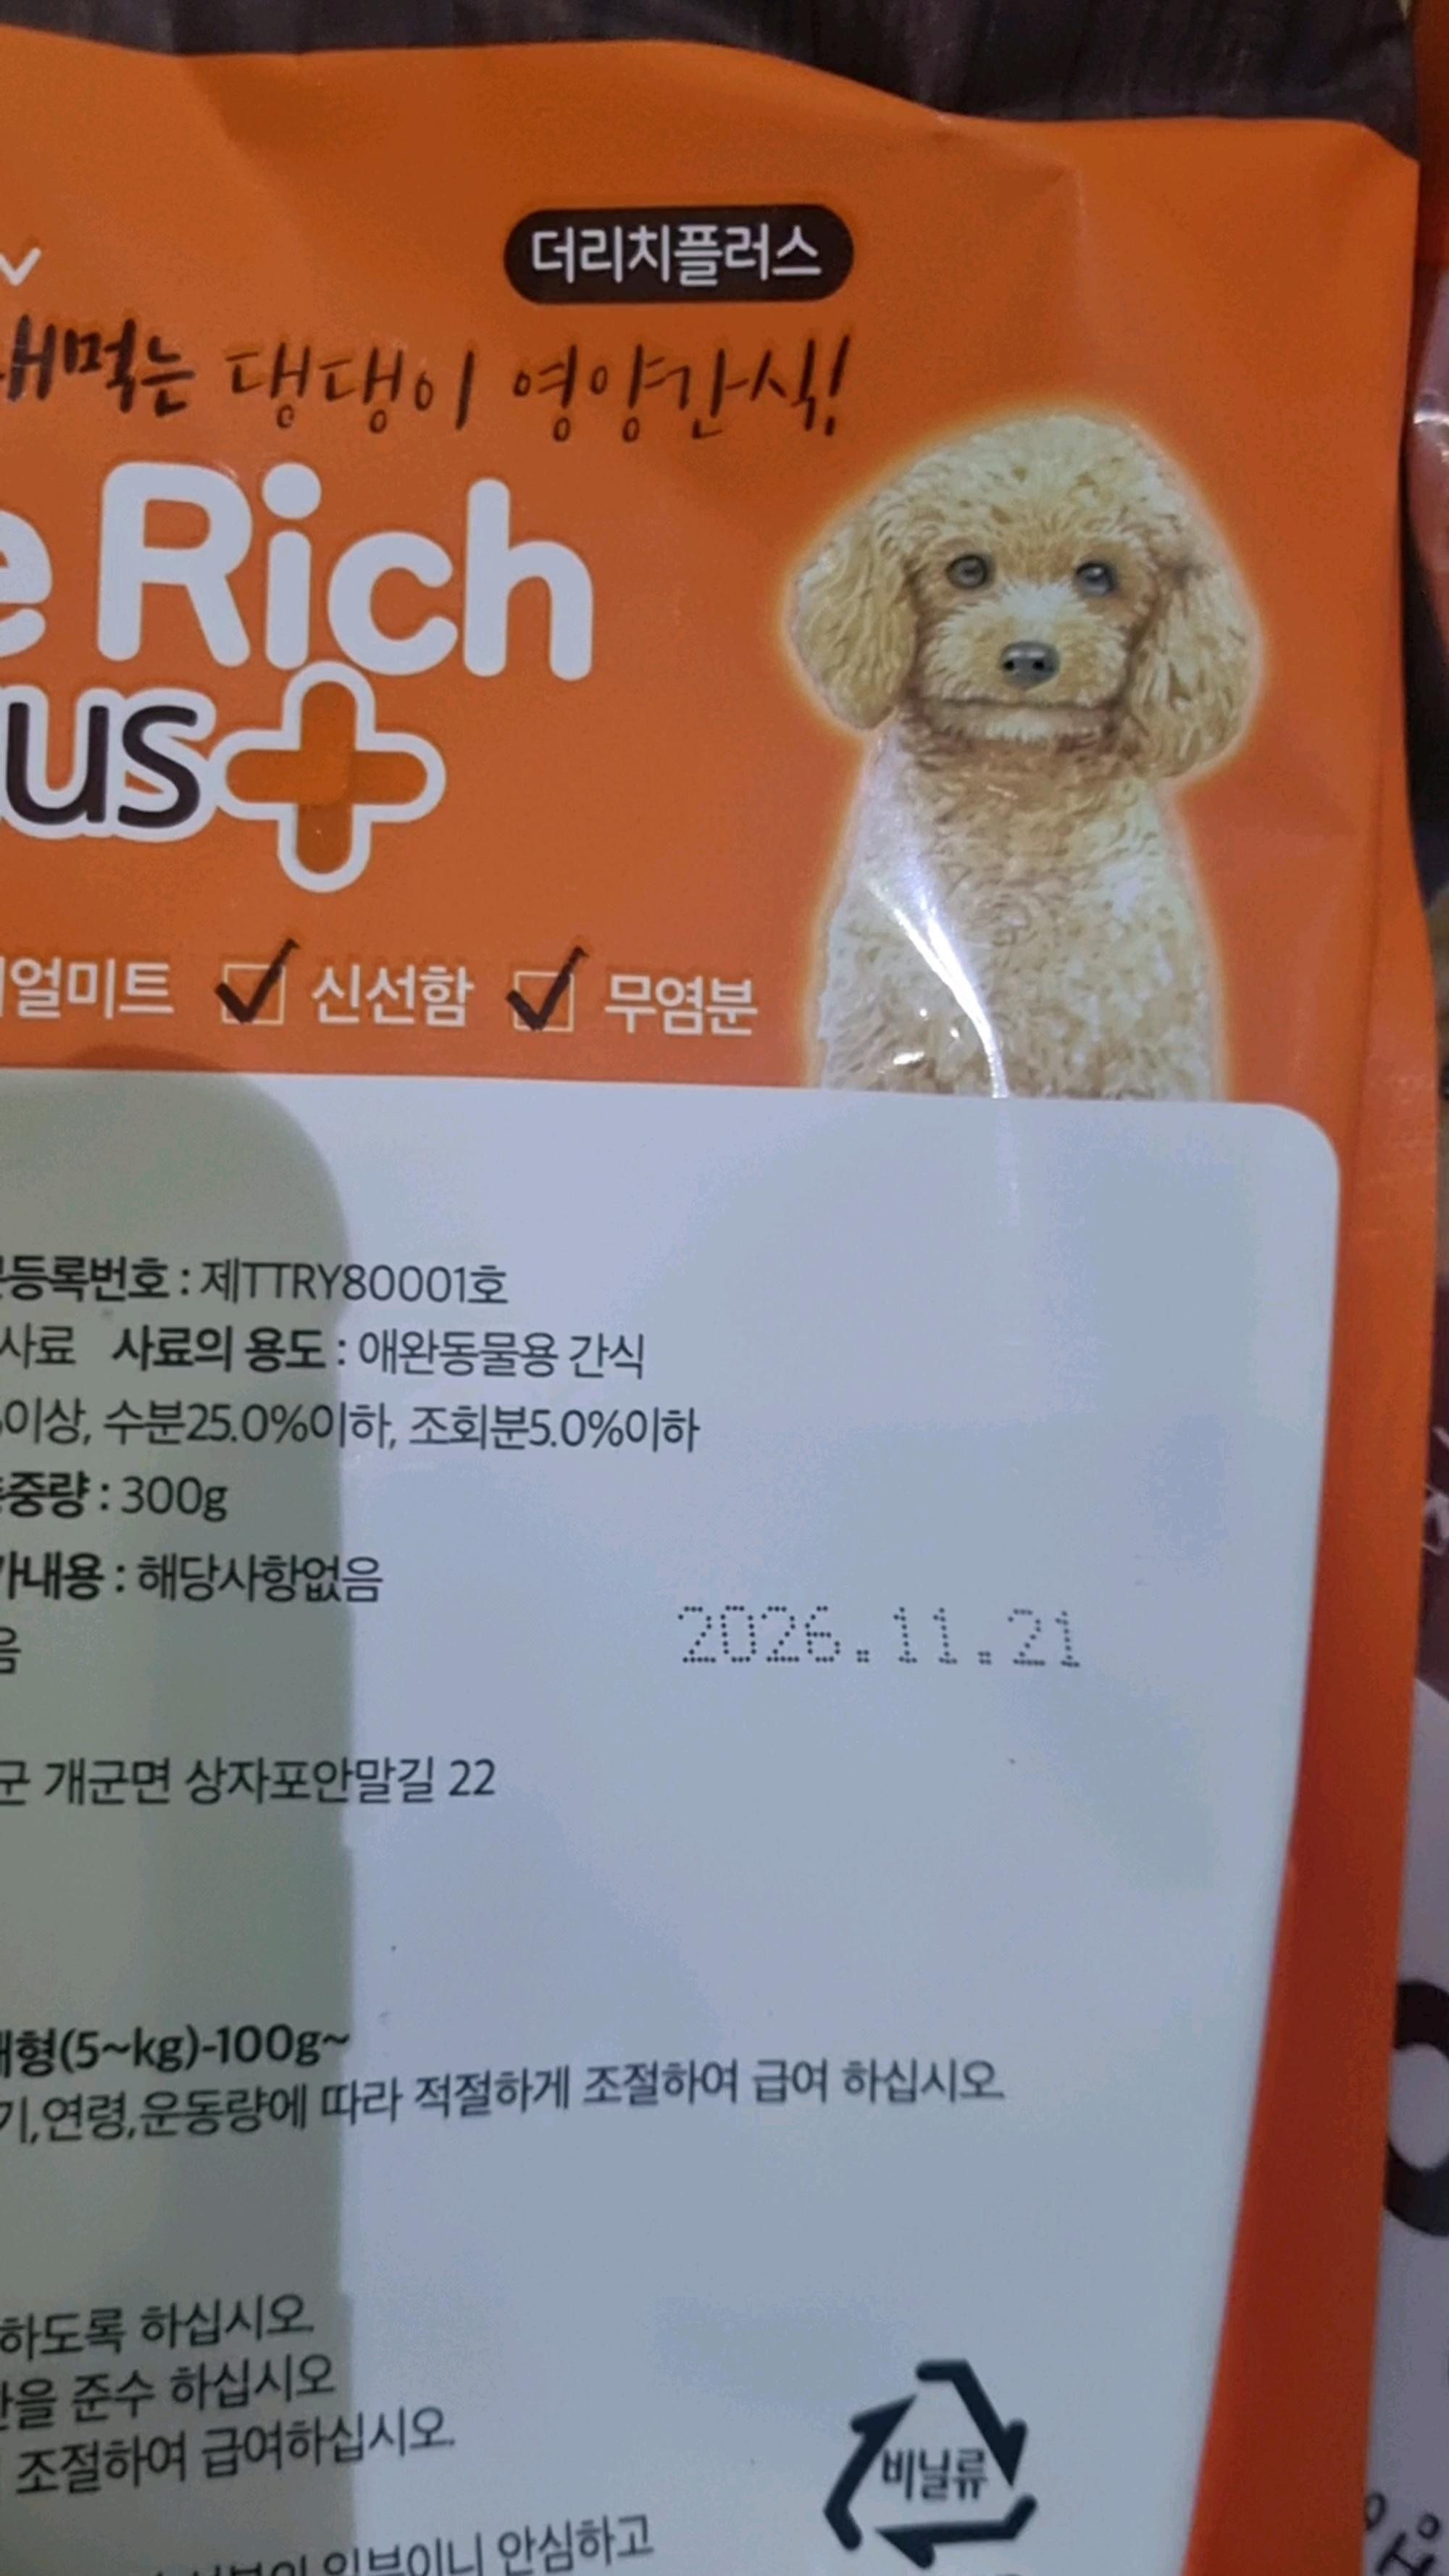 더리치플러스
먹는 댕댕이 영양간식!
e Rich
us+
얼미트 신선함 무염분
등록번호 : 제TTRY80001호
사료 사료의 용도 : 애완동물용 간식
이상, 수분25.0%이하, 조회분5.0%이하
중량 : 300g
가내용 : 해당사항없음
음
2026.11.21
군 개군면 상자포안말길 22
형(5~kg)-100g~
기,연령,운동량에 따라 적절하게 조절하여 급여 하십시오
하도록 하십시오
을 준수 하십시오
조절하여 급여하십시오.
일부이니 안심하고
비닐류